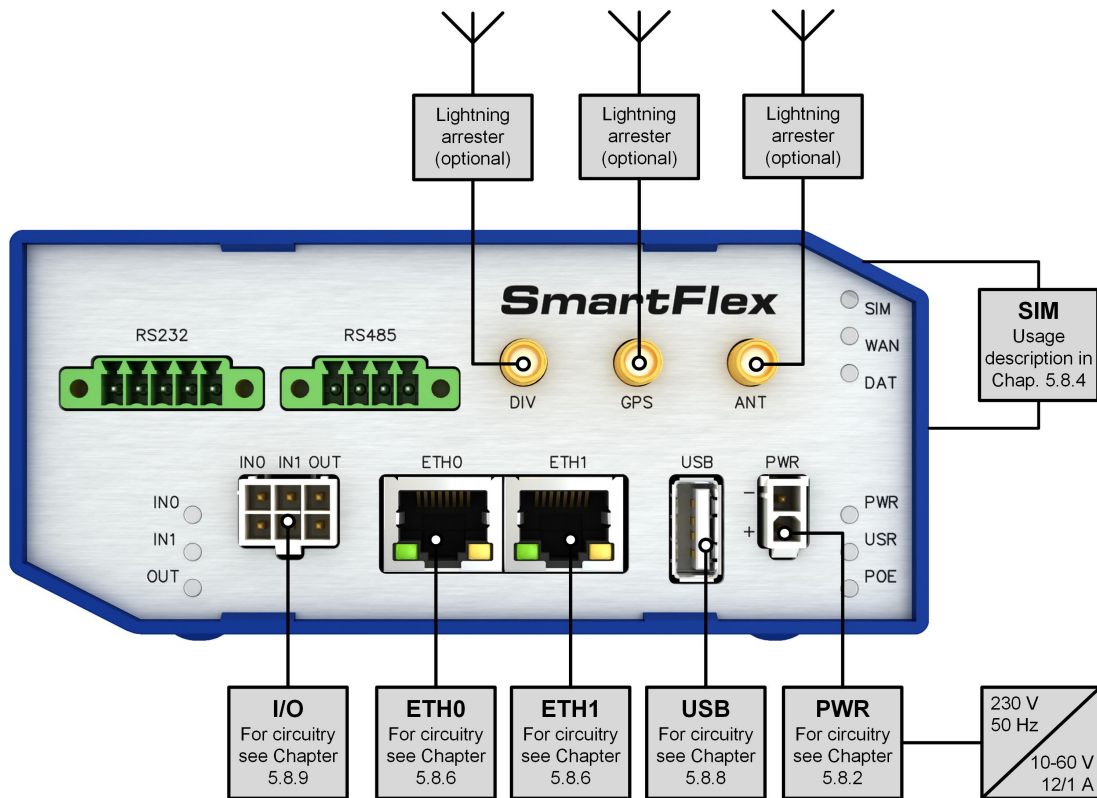 Lightning
arrester
(optional)
Lightning
arrester
(optional)
Lightning
arrester
(optional)
SmartFlex
SIM
WAN
DAT
SIM
Usage
description in
Chap. 5.8.4
RS232
RS485
DIV
GPS
ANT
IN0 IN1 OUT
ETH0
ETH1
USB
PWR
−
+
IN0
IN1
OUT
PWR
USR
POE
I/O
For circuitry
see Chapter
5.8.9
ETH0
For circuitry
see Chapter
5.8.6
ETH1
For circuitry
see Chapter
5.8.6
USB
For circuitry
see Chapter
5.8.8
PWR
For circuitry
see Chapter
5.8.2
230 V
50 Hz
10-60 V
12/1 A